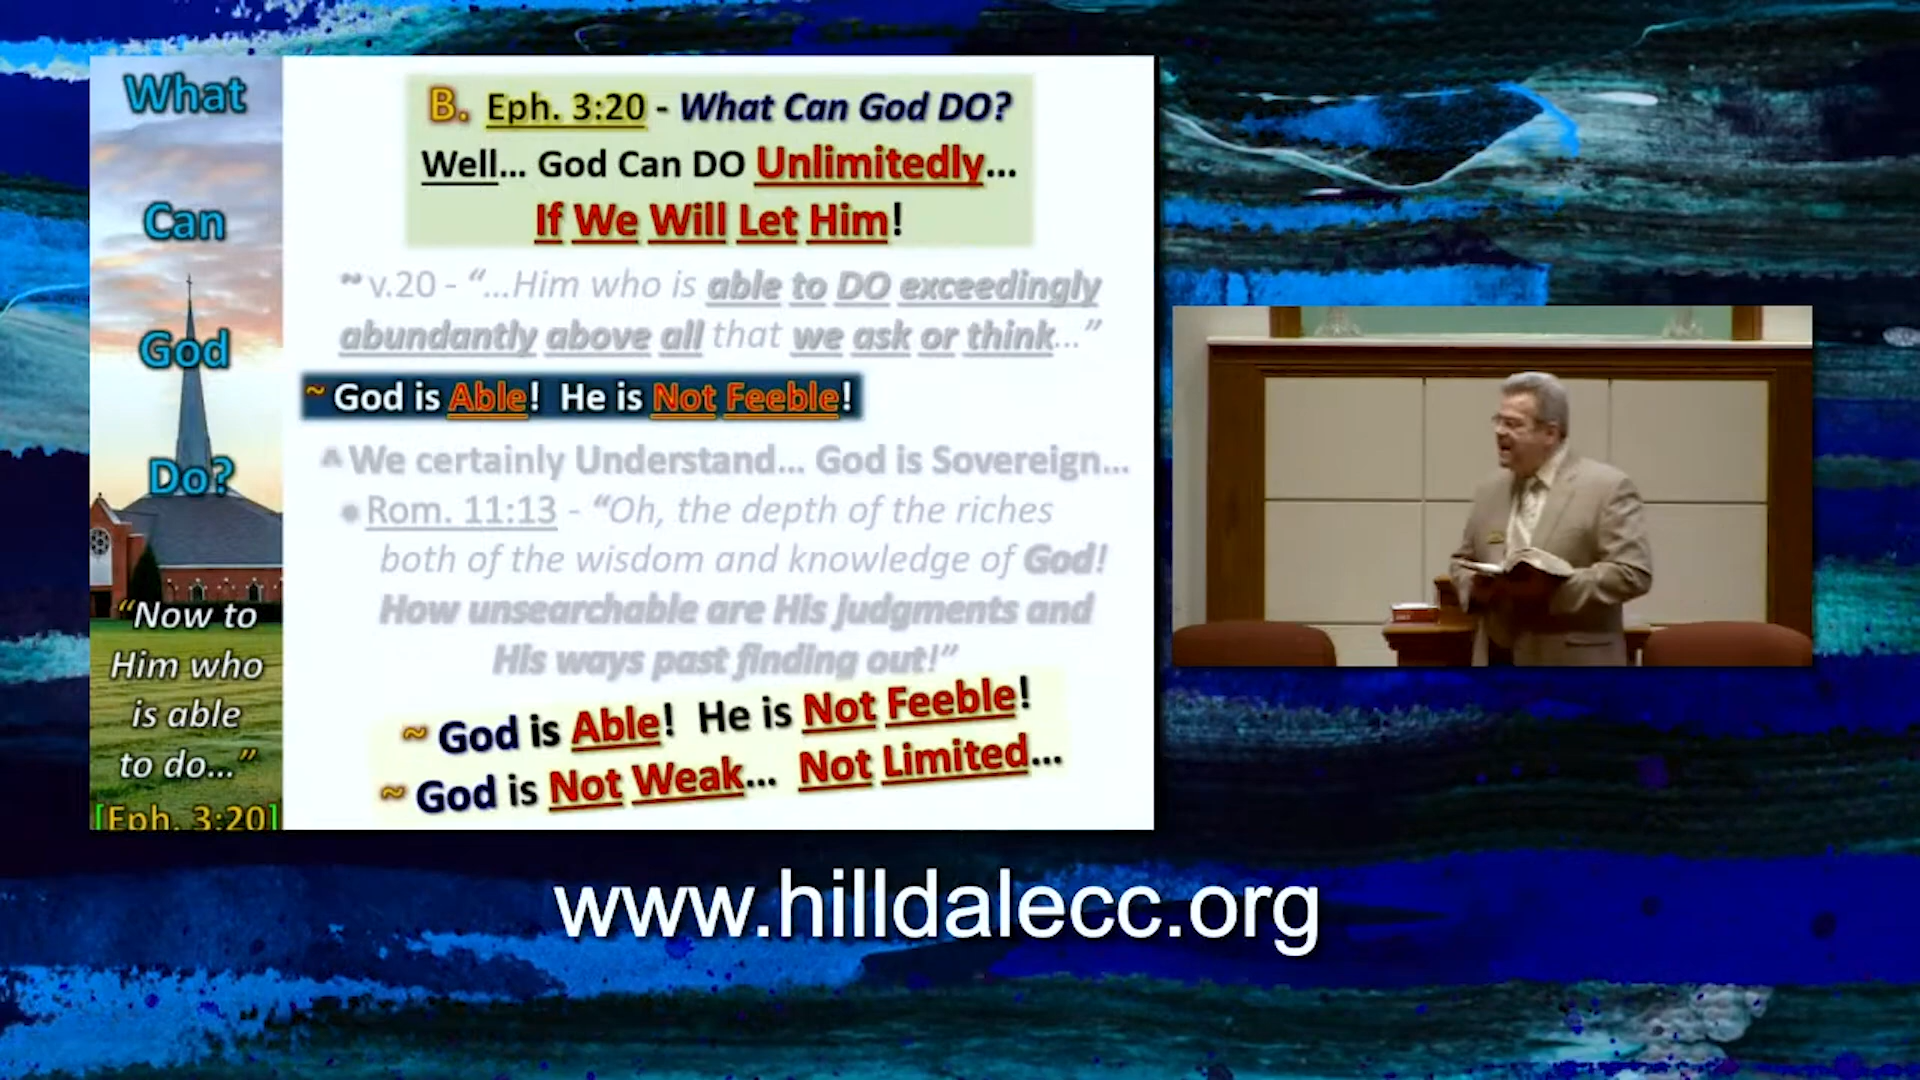 What
Can
God
Do?
“Now to
Him who
is able
to do...”
[Eph. 3:20]
B. Eph. 3:20 - What Can God DO?
Well... God Can DO Unlimitedly...
If We Will Let Him!
~ v.20 - “...Him who is able to DO exceedingly
abundantly above all that we ask or think...”
~ God is Able!  He is Not Feeble!
^ We certainly Understand... God is Sovereign...
• Rom. 11:13 - “Oh, the depth of the riches
both of the wisdom and knowledge of God!
How unsearchable are His judgments and
His ways past finding out!”
~ God is Able!  He is Not Feeble!
~ God is Not Weak...  Not Limited...
www.hilldalecc.org